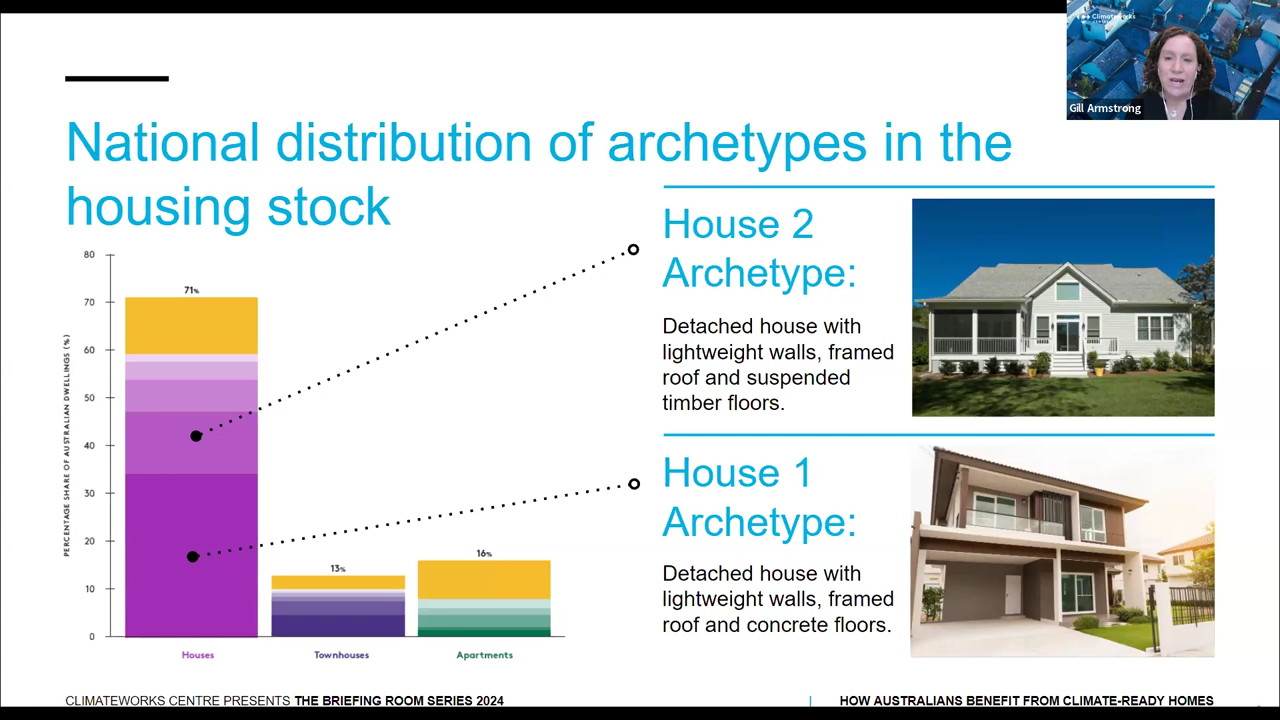 Climateworks
CENTRE
Gill Armstrong
National distribution of archetypes in the
housing stock
80
70
60
50
40
30
20
10
0
PERCENTAGE SHARE OF AUSTRALIAN DWELLINGS (%)
71%
13%
16%
Houses
Townhouses
Apartments
House 2
Archetype:
Detached house with
lightweight walls, framed
roof and suspended
timber floors.
House 1
Archetype:
Detached house with
lightweight walls, framed
roof and concrete floors.
CLIMATEWORKS CENTRE PRESENTS THE BRIEFING ROOM SERIES 2024
HOW AUSTRALIANS BENEFIT FROM CLIMATE-READY HOMES